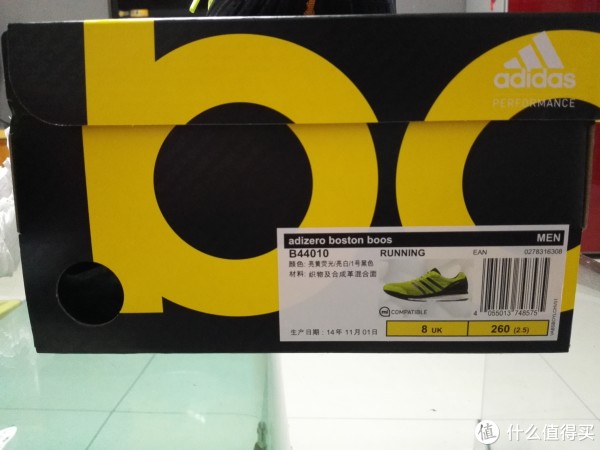 bo
adidas
PERFORMANCE
adizero boston boos MEN
B44010 RUNNING EAN 0278316308
颜色: 亮黄荧光/亮白/1号黑色
材料: 织物及合成革混合面
mi COMPATIBLE
4 055013 748575
生产日期: 14年11月01日 8 UK 260 (2.5)
值 什么值得买